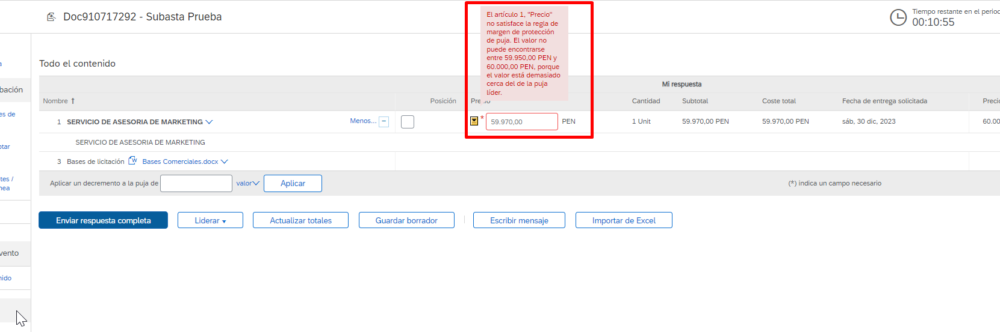 Doc910717292 - Subasta Prueba
El artículo 1, "Precio"
no satisface la regla de
margen de protección
de puja. El valor no
puede encontrarse
entre 59.950,00 PEN y
60.000,00 PEN, porque
el valor está demasiado
cerca del de la puja
líder.
Tiempo restante en el period
00:10:55
Todo el contenido
Mi respuesta
Nombre ↑ Posición Precio Cantidad Subtotal Coste total Fecha de entrega solicitada Precio
1 SERVICIO DE ASESORIA DE MARKETING Menos... − * 59.970,00 PEN 1 Unit 59.970,00 PEN 59.970,00 PEN sáb, 30 dic, 2023 60.00
SERVICIO DE ASESORIA DE MARKETING
3 Bases de licitación W Bases Comerciales.docx
Aplicar un decremento a la puja de valor Aplicar (*) indica un campo necesario
Enviar respuesta completa Liderar Actualizar totales Guardar borrador Escribir mensaje Importar de Excel
a
bación
es de
otar
tes /
nea
vento
nido